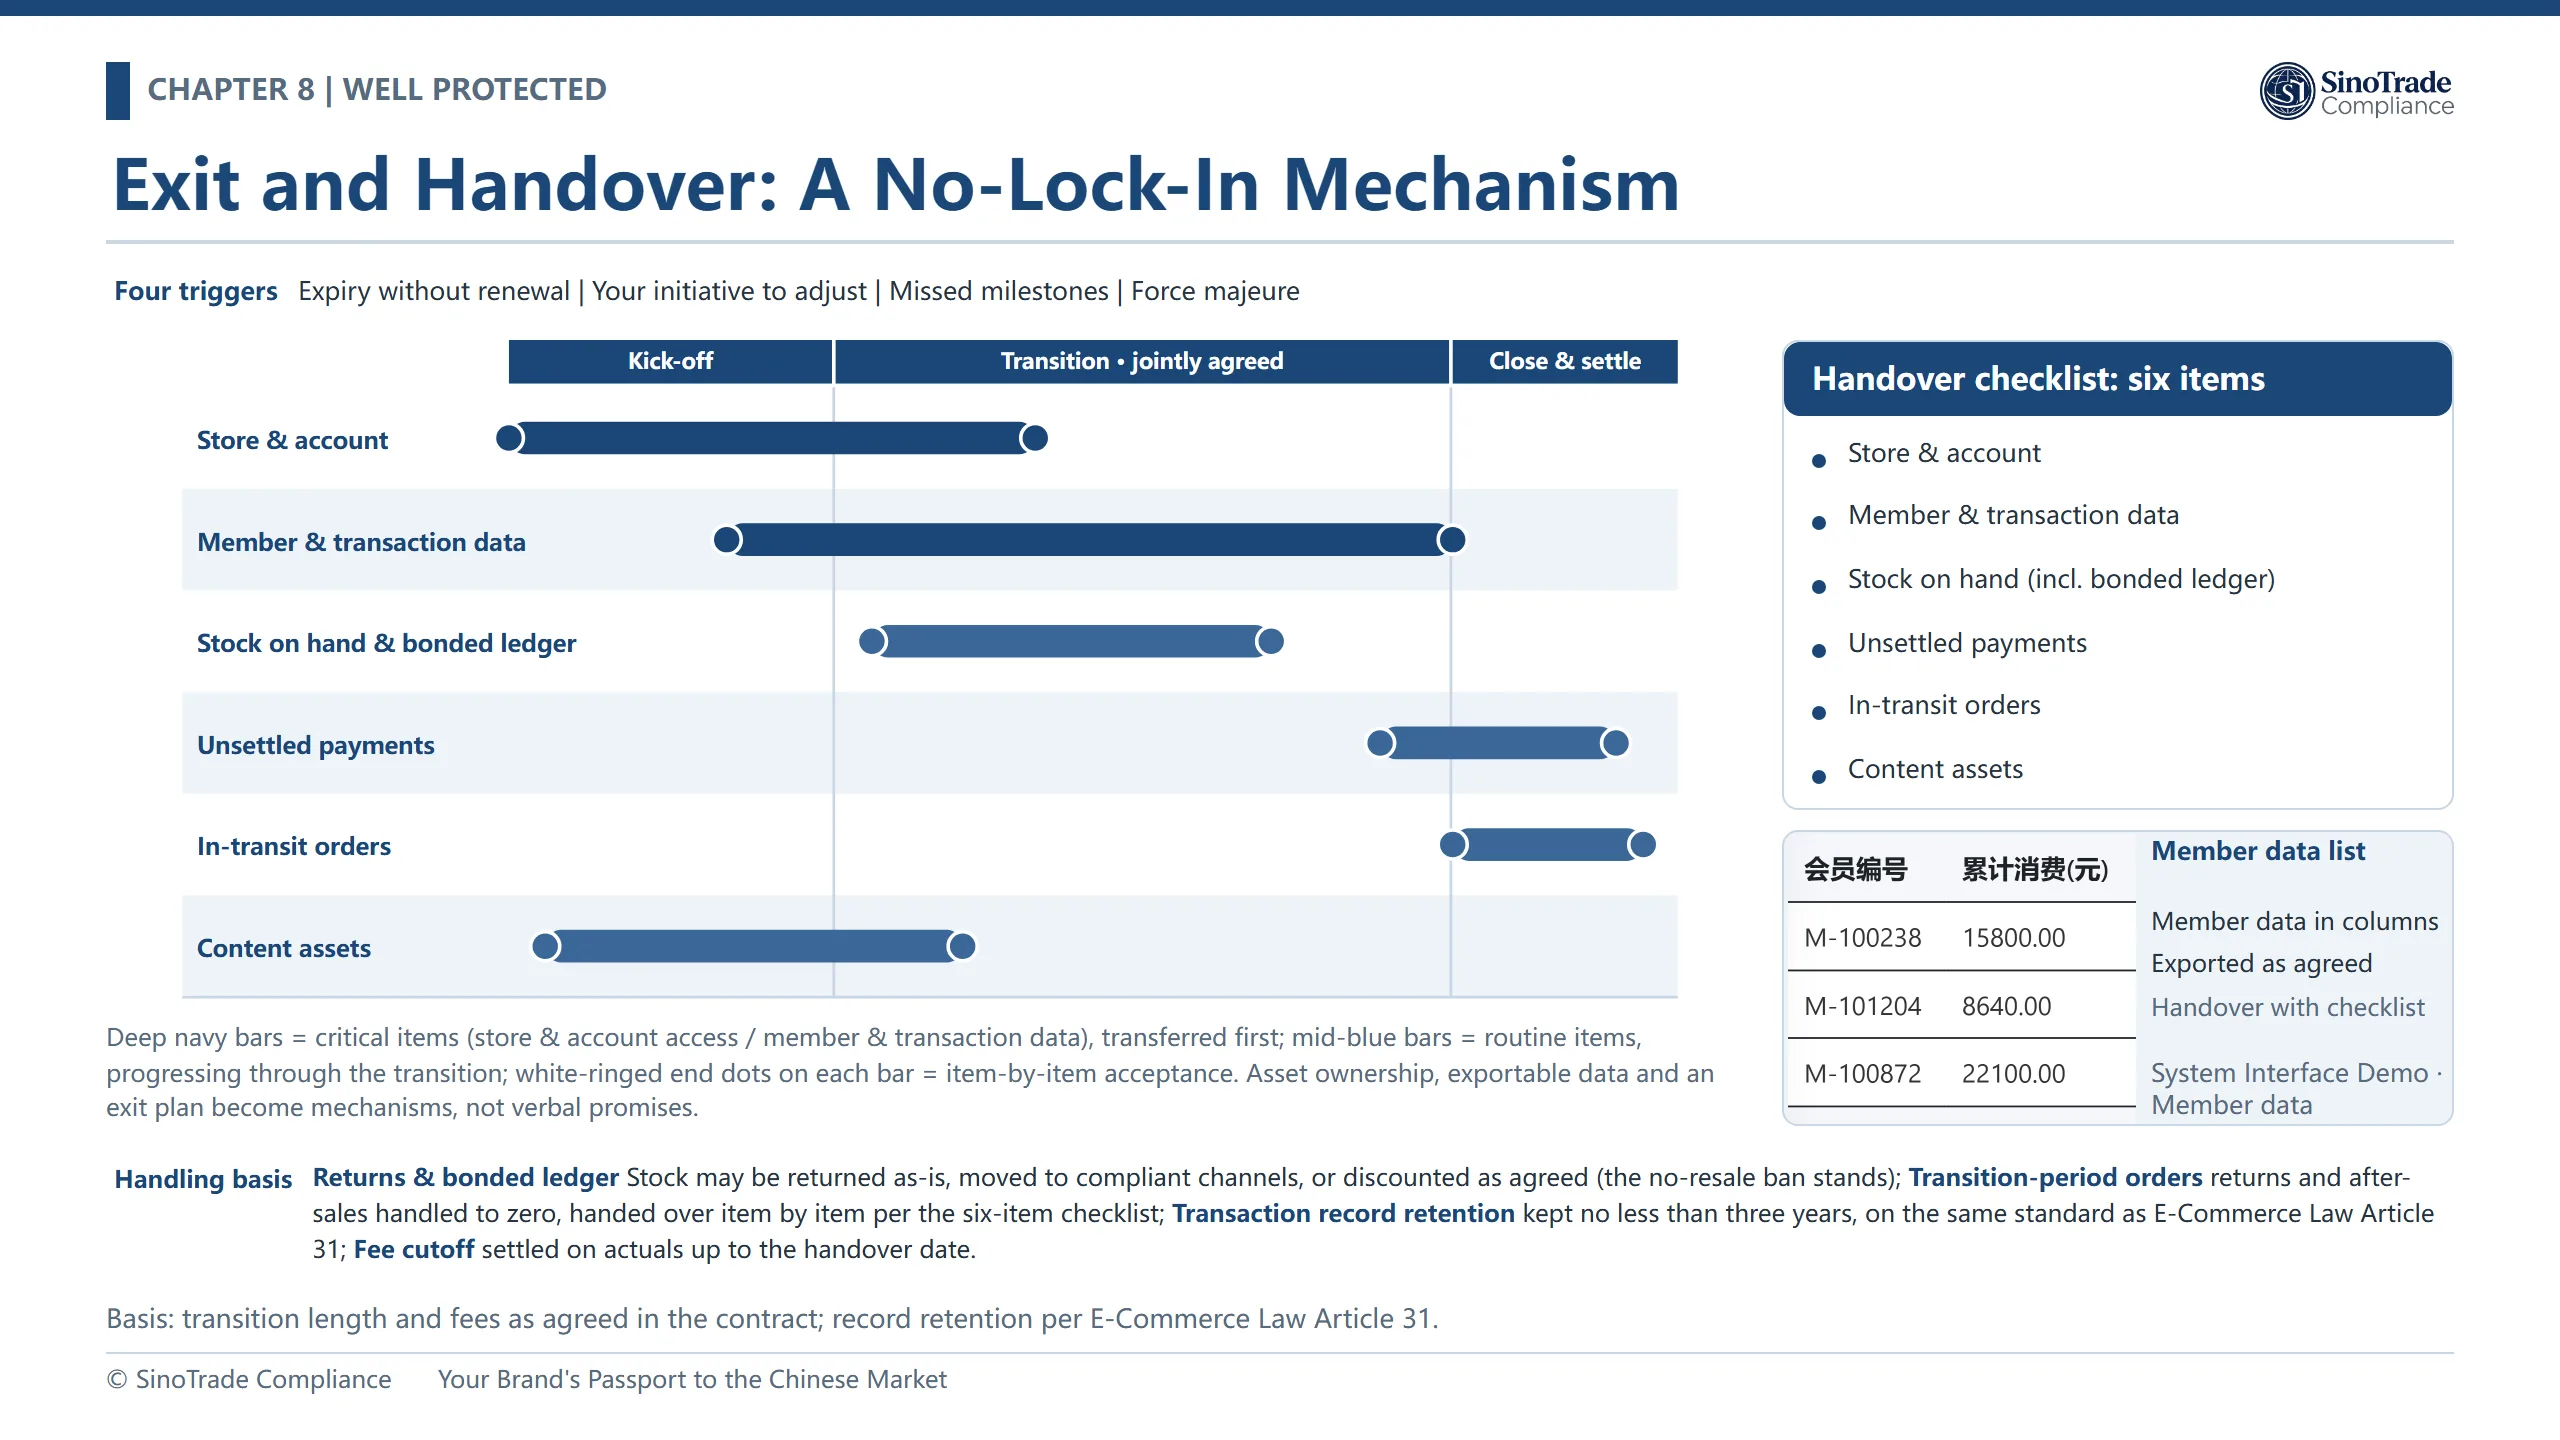 CHAPTER 8 | WELL PROTECTED
SinoTrade
Compliance
Exit and Handover: A No-Lock-In Mechanism
Four triggers Expiry without renewal | Your initiative to adjust | Missed milestones | Force majeure
Kick-off
Transition • jointly agreed
Close & settle
Store & account
Member & transaction data
Stock on hand & bonded ledger
Unsettled payments
In-transit orders
Content assets
Deep navy bars = critical items (store & account access / member & transaction data), transferred first; mid-blue bars = routine items,
progressing through the transition; white-ringed end dots on each bar = item-by-item acceptance. Asset ownership, exportable data and an
exit plan become mechanisms, not verbal promises.
Handover checklist: six items
Store & account
Member & transaction data
Stock on hand (incl. bonded ledger)
Unsettled payments
In-transit orders
Content assets
会员编号 累计消费(元)
M-100238 15800.00
M-101204 8640.00
M-100872 22100.00
Member data list
Member data in columns
Exported as agreed
Handover with checklist
System Interface Demo ·
Member data
Handling basis Returns & bonded ledger Stock may be returned as-is, moved to compliant channels, or discounted as agreed (the no-resale ban stands); Transition-period orders returns and after-
sales handled to zero, handed over item by item per the six-item checklist; Transaction record retention kept no less than three years, on the same standard as E-Commerce Law Article
31; Fee cutoff settled on actuals up to the handover date.
Basis: transition length and fees as agreed in the contract; record retention per E-Commerce Law Article 31.
© SinoTrade Compliance Your Brand's Passport to the Chinese Market